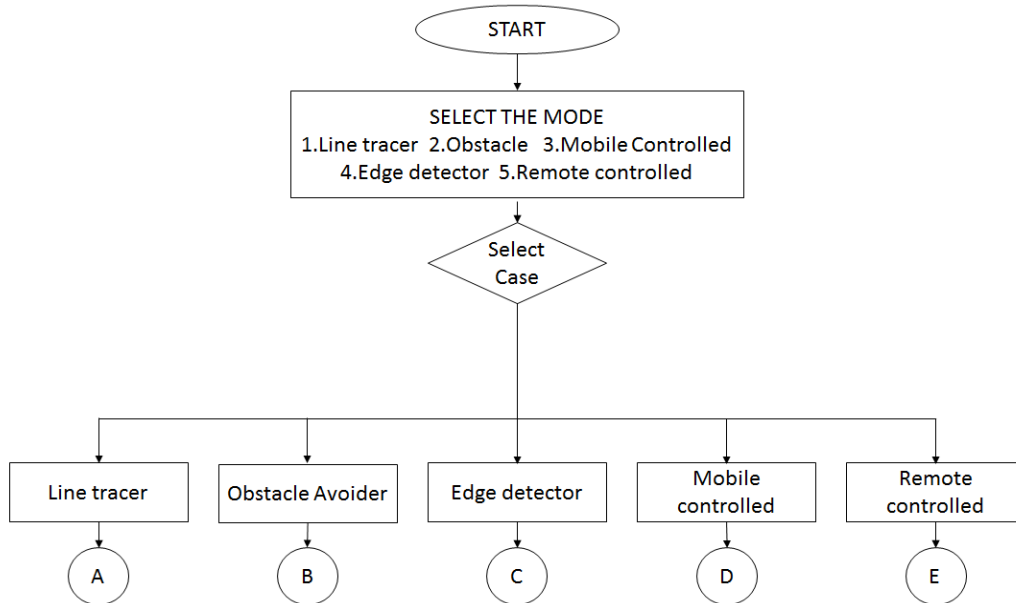 START
SELECT THE MODE
1.Line tracer 2.Obstacle 3.Mobile Controlled
4.Edge detector 5.Remote controlled
Select
Case
Line tracer
Obstacle Avoider
Edge detector
Mobile
controlled
Remote
controlled
A
B
C
D
E